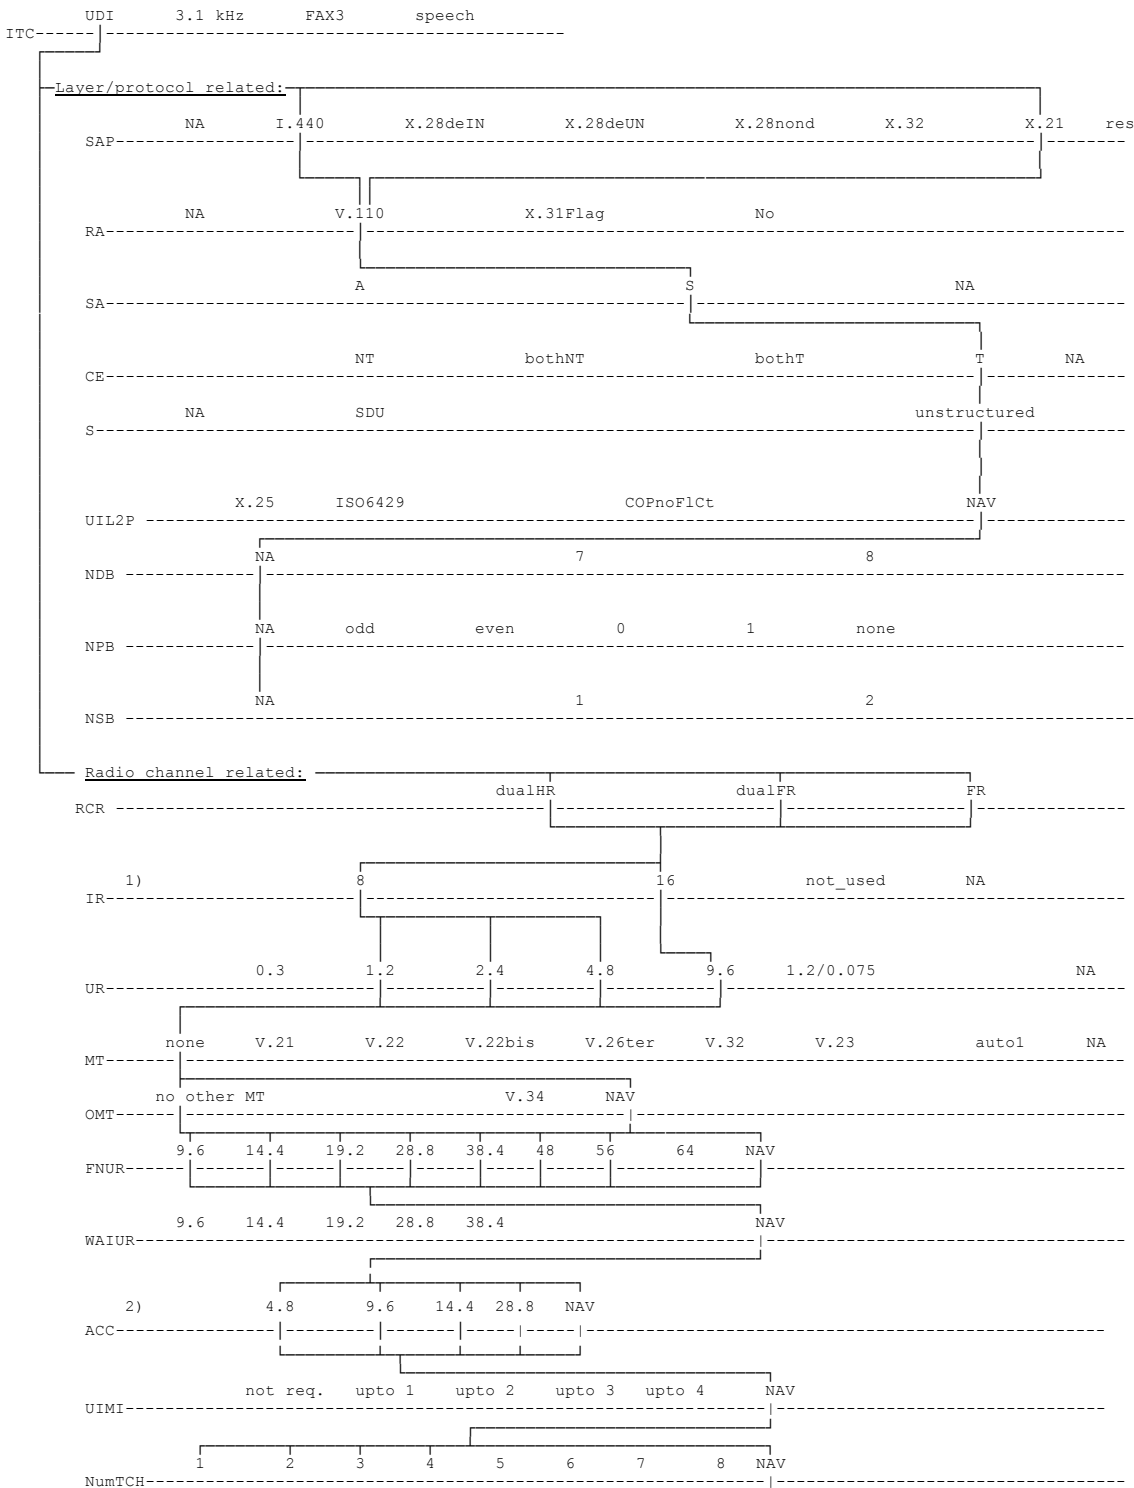 UDI 3.1 kHz FAX3 speech
ITC
Layer/protocol related:
NA I.440 X.28deIN X.28deUN X.28nond X.32 X.21 res
SAP
NA V.110 X.31Flag No
RA
A S NA
SA
NT bothNT bothT T NA
CE
NA SDU unstructured
S
X.25 ISO6429 COPnoFlCt NAV
UIL2P
NA 7 8
NDB
NA odd even 0 1 none
NPB
NA 1 2
NSB
Radio channel related:
dualHR dualFR FR
RCR
1) 8 16 not_used NA
IR
0.3 1.2 2.4 4.8 9.6 1.2/0.075 NA
UR
none V.21 V.22 V.22bis V.26ter V.32 V.23 auto1 NA
MT
no other MT V.34 NAV
OMT
9.6 14.4 19.2 28.8 38.4 48 56 64 NAV
FNUR
9.6 14.4 19.2 28.8 38.4 NAV
WAIUR
2) 4.8 9.6 14.4 28.8 NAV
ACC
not req. upto 1 upto 2 upto 3 upto 4 NAV
UIMI
1 2 3 4 5 6 7 8 NAV
NumTCH